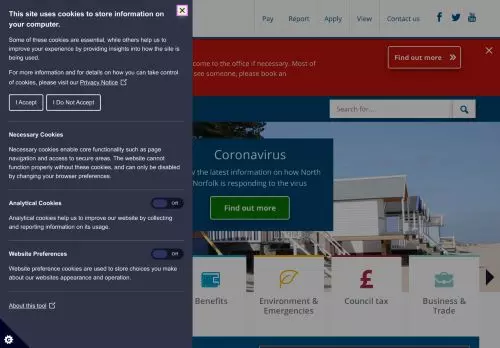 This site uses cookies to store information on
your computer.
Some of these cookies are essential, while others help us to
improve your experience by providing insights into how the site is
being used.
For more information and for details on how you can take control
of cookies, please visit our Privacy Notice
I Accept
I Do Not Accept
Necessary Cookies
Necessary cookies enable core functionality such as page
navigation and access to secure areas. The website cannot
function properly without these cookies, and can only be disabled
by changing your browser preferences.
Analytical Cookies
Off
Analytical cookies help us to improve our website by collecting
and reporting information on its usage.
Website Preferences
Off
Website preference cookies are used to store choices you make
about our websites appearance and operation.
About this tool
Pay
Report
Apply
View
Contact us
come to the office if necessary. Most of
see someone, please book an
Find out more
Search for...
Coronavirus
the latest information on how North
Norfolk is responding to the virus
Find out more
Benefits
Environment &
Emergencies
Council tax
Business &
Trade